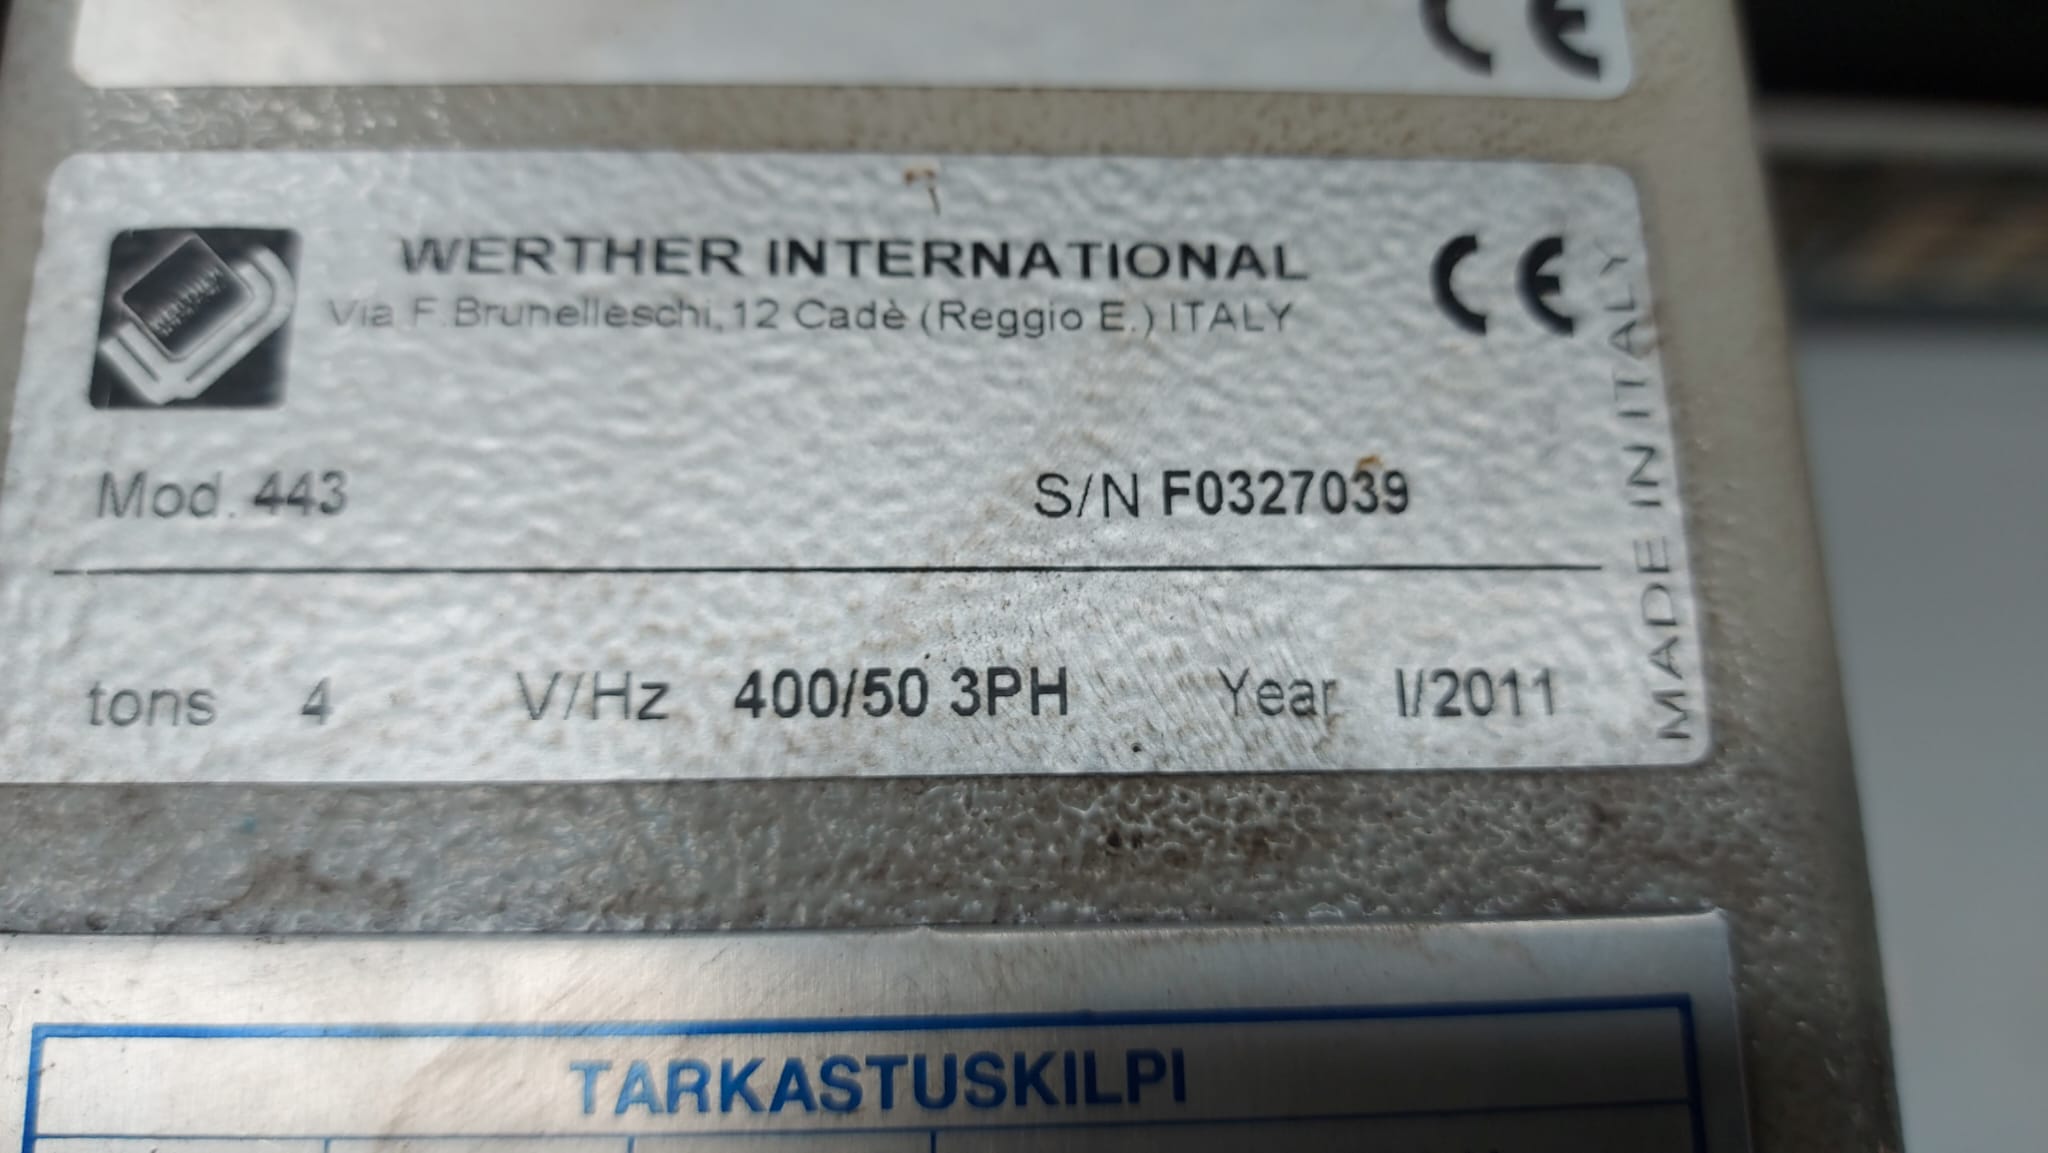 CE
WERTHER INTERNATIONAL
Via F.Brunelleschi,12 Cadè (Reggio E.) ITALY
CE
WERTHER
Mod. 443
S/N F0327039
tons 4
V/Hz 400/50 3PH
Year I/2011
MADE IN ITALY
TARKASTUSKILPI